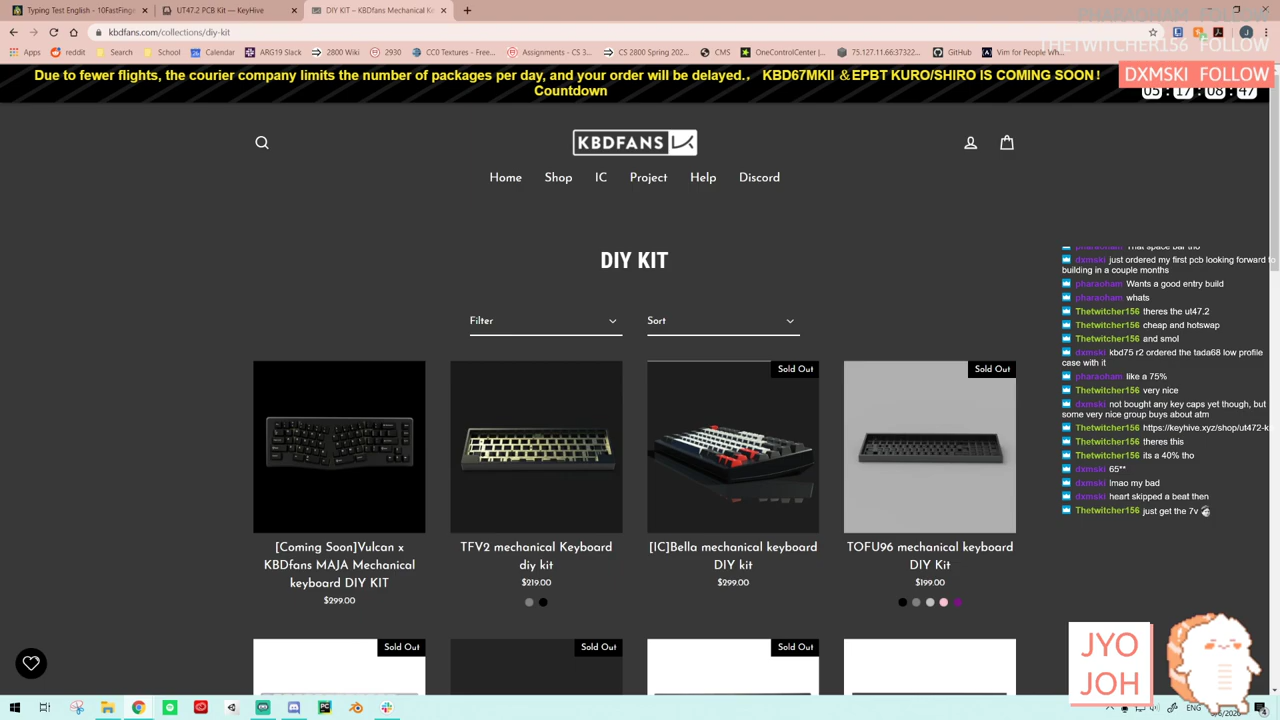 Typing Test English - 10FastFinge
UT47.2 PCB Kit — KeyHive
DIY KIT – KBDfans Mechanical Ke
PHARAOHAM FOLLOW
THETWITCHER156 FOLLOW
DXMSKI FOLLOW
kbdfans.com/collections/diy-kit
Apps
reddit
Search
School
Calendar
ARG19 Slack
2800 Wiki
2930
CC0 Textures - Free...
Assignments - CS 3...
CS 2800 Spring 202...
CMS
OneControlCenter |...
75.127.11.66:37322...
GitHub
Vim for People wh...
Due to fewer flights, the courier company limits the number of packages per day, and your order will be delayed., KBD67MKII &EPBT KURO/SHIRO IS COMING SOON !
Countdown
05 : 17 : 08 : 47
KBDFANS
Home Shop IC Project Help Discord
DIY KIT
Filter
Sort
Sold Out
Sold Out
[Coming Soon]Vulcan x
KBDfans MAJA Mechanical
keyboard DIY KIT
$299.00
TFV2 mechanical Keyboard
diy kit
$219.00
[IC]Bella mechanical keyboard
DIY kit
$299.00
TOFU96 mechanical keyboard
DIY Kit
$199.00
Sold Out
Sold Out
Sold Out
Sold Out
pharaoham That space bar tho
dxmski just ordered my first pcb looking forward to
building in a couple months
pharaoham Wants a good entry build
pharaoham whats
Thetwitcher156 theres the ut47.2
Thetwitcher156 cheap and hotswap
Thetwitcher156 and smol
dxmski kbd75 r2 ordered the tada68 low profile
case with it
pharaoham like a 75%
Thetwitcher156 very nice
dxmski not bought any key caps yet though, but
some very nice group buys about atm
Thetwitcher156 https://keyhive.xyz/shop/ut472-k
Thetwitcher156 theres this
Thetwitcher156 its a 40% tho
dxmski 65**
dxmski lmao my bad
dxmski heart skipped a beat then
Thetwitcher156 just get the 7v
JYO
JOH
ENG